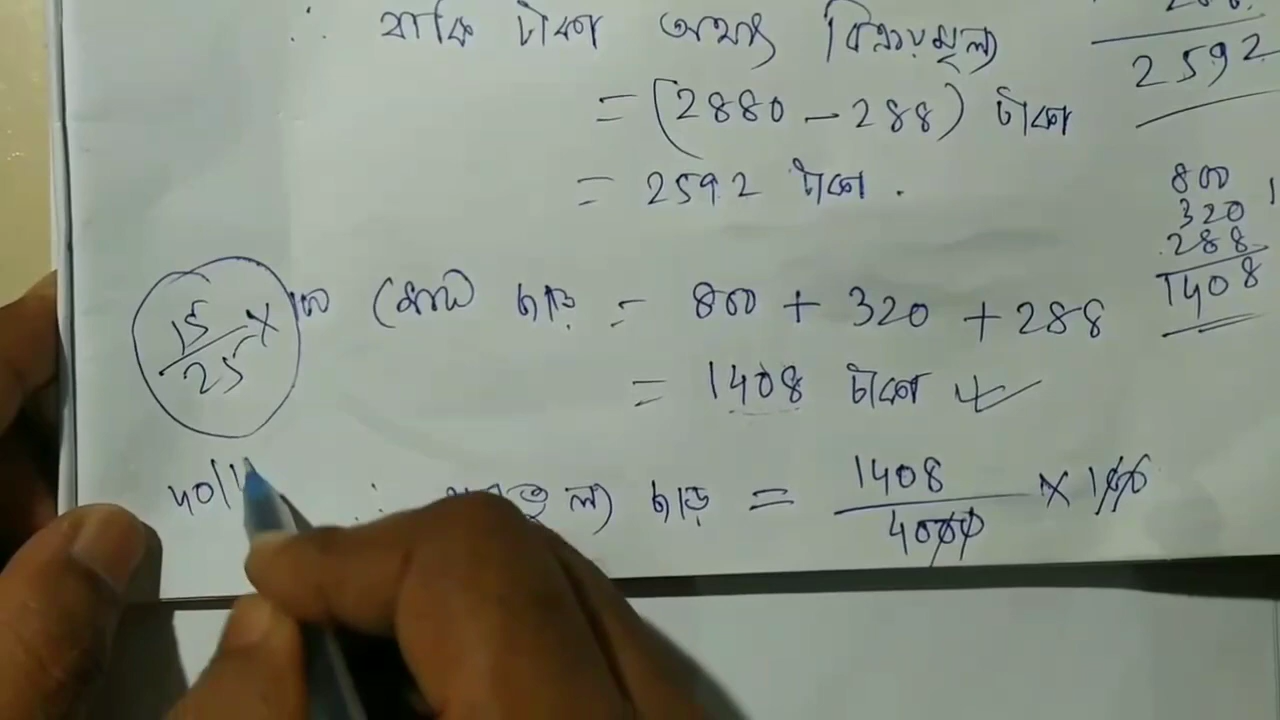 ∴ বাকি টাকা অর্থাৎ বিক্রয়মূল্য
= (2880 - 288) টাকা
= 2592 টাকা.
2592
800
320
288
1408
15/25 × 100
মোট ছাড় = 800 + 320 + 288
= 1408 টাকা
∴ ছাড় = 1408/4000 × 100